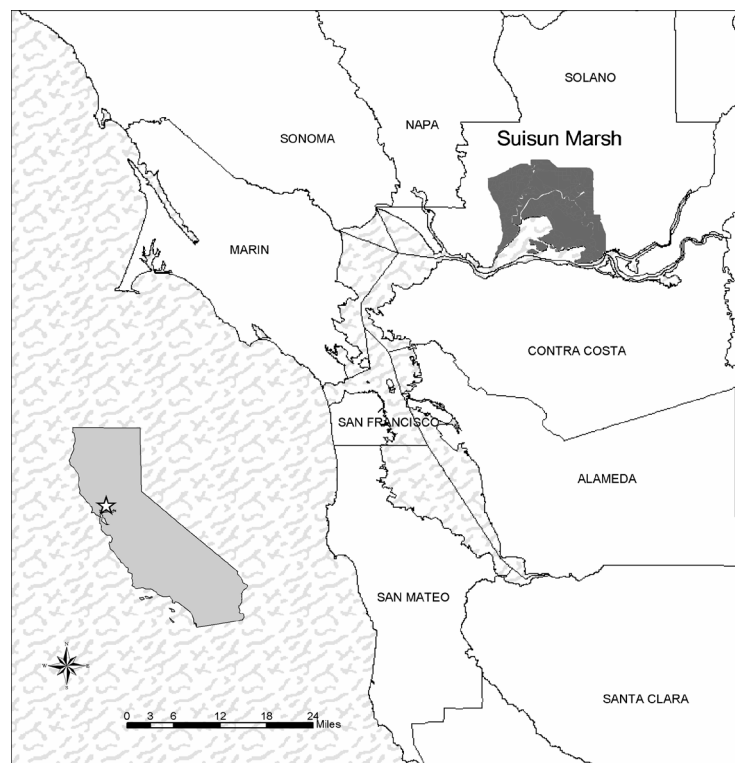 SOLANO
NAPA
SONOMA
Suisun Marsh
MARIN
CONTRA COSTA
SAN FRANCISCO
ALAMEDA
SAN MATEO
SANTA CLARA
N
W E
S
0 3 6 12 18 24
Miles